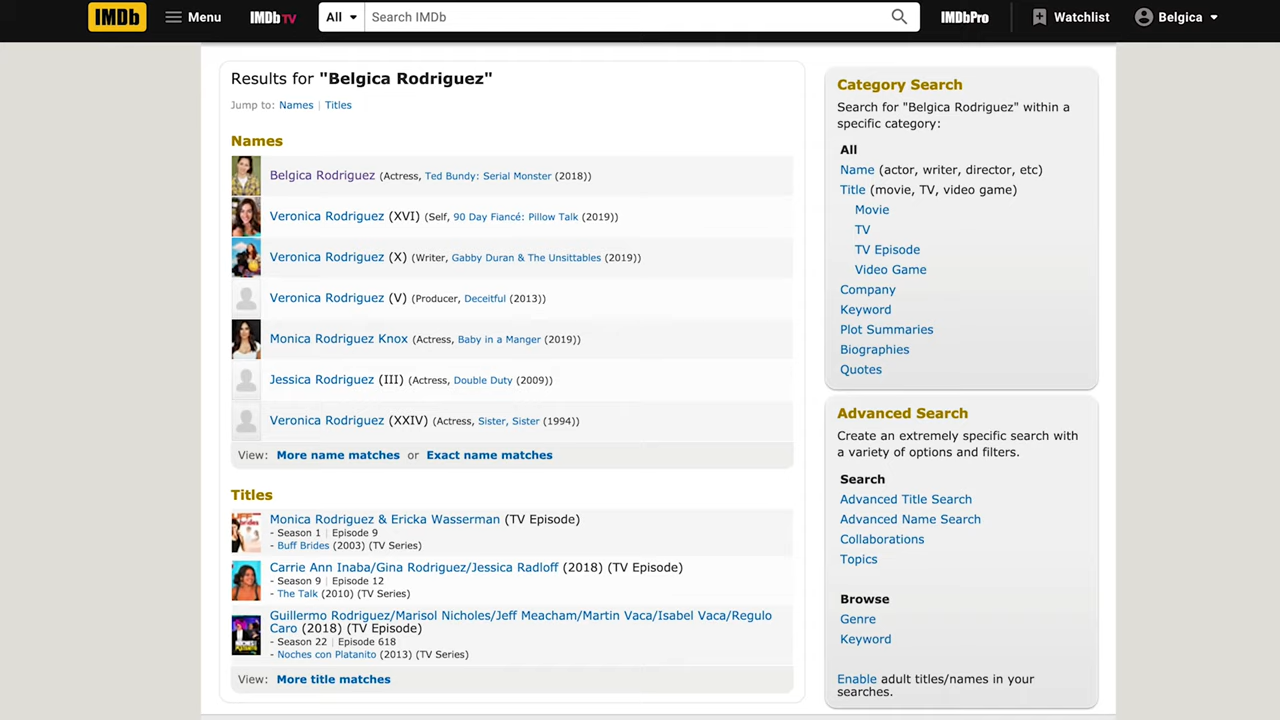 IMDb Menu IMDbTV All Search IMDb IMDbPro Watchlist Belgica
Results for "Belgica Rodriguez"
Jump to: Names | Titles
Names
Belgica Rodriguez (Actress, Ted Bundy: Serial Monster (2018))
Veronica Rodriguez (XVI) (Self, 90 Day Fiancé: Pillow Talk (2019))
Veronica Rodriguez (X) (Writer, Gabby Duran & The Unsittables (2019))
Veronica Rodriguez (V) (Producer, Deceitful (2013))
Monica Rodriguez Knox (Actress, Baby in a Manger (2019))
Jessica Rodriguez (III) (Actress, Double Duty (2009))
Veronica Rodriguez (XXIV) (Actress, Sister, Sister (1994))
View: More name matches or Exact name matches
Titles
Monica Rodriguez & Ericka Wasserman (TV Episode)
- Season 1 | Episode 9
- Buff Brides (2003) (TV Series)
Carrie Ann Inaba/Gina Rodriguez/Jessica Radloff (2018) (TV Episode)
- Season 9 | Episode 12
- The Talk (2010) (TV Series)
Guillermo Rodriguez/Marisol Nicholes/Jeff Meacham/Martin Vaca/Isabel Vaca/Regulo
Caro (2018) (TV Episode)
- Season 22 | Episode 618
- Noches con Platanito (2013) (TV Series)
View: More title matches
Category Search
Search for "Belgica Rodriguez" within a
specific category:
All
Name (actor, writer, director, etc)
Title (movie, TV, video game)
Movie
TV
TV Episode
Video Game
Company
Keyword
Plot Summaries
Biographies
Quotes
Advanced Search
Create an extremely specific search with
a variety of options and filters.
Search
Advanced Title Search
Advanced Name Search
Collaborations
Topics
Browse
Genre
Keyword
Enable adult titles/names in your
searches.